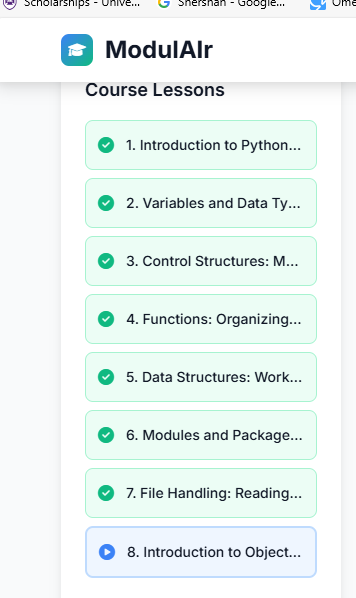 Scholarships - Unive...
Shershah - Google...
Ome
ModulAIr
Course Lessons
1. Introduction to Python...
2. Variables and Data Ty...
3. Control Structures: M...
4. Functions: Organizing...
5. Data Structures: Work...
6. Modules and Package...
7. File Handling: Reading...
8. Introduction to Object...